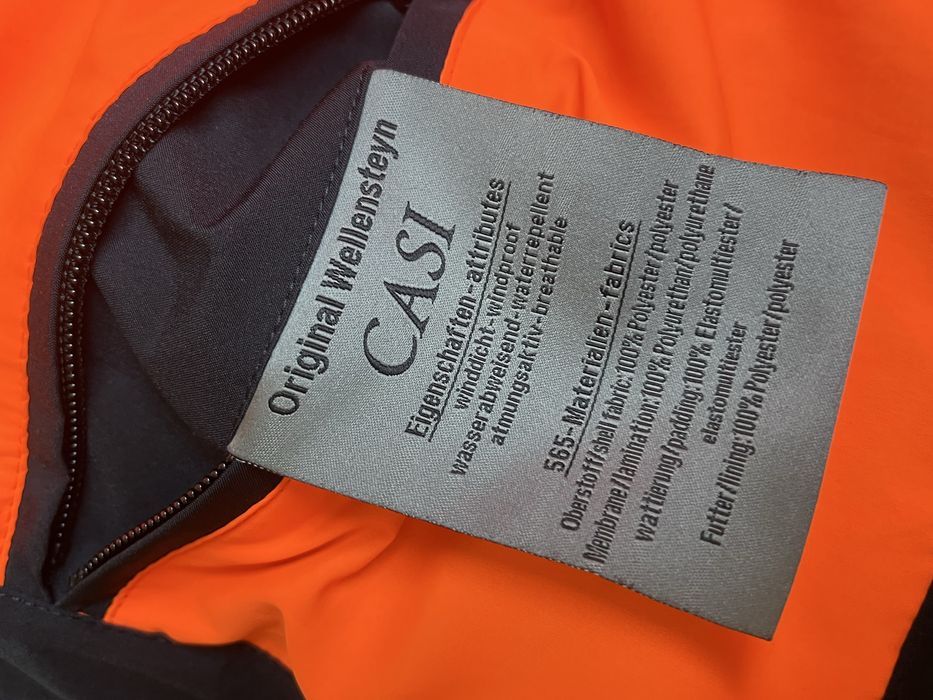 Original Wellensteyn
CASI
Eigenschaften-attributes
winddicht-windproof
wasserabweisend-waterrepellent
atmungsaktiv-breathable
565-Materialien-fabrics
Oberstoff/shell fabric:100% Polyester/polyester
Membrane/lamination:100% Polyurethan/polyurethane
wattierung/padding:100% Elastomultiester/
elastomultiester
Futter/lining:100% Polyester/polyester